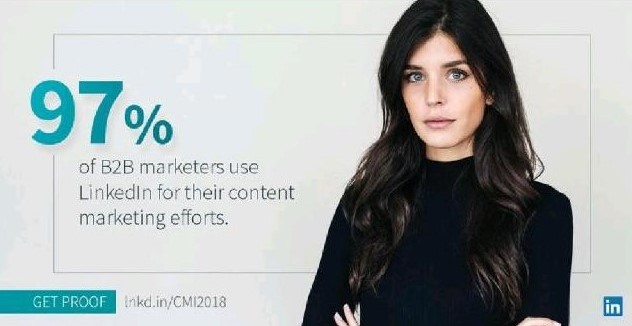 97%
of B2B marketers use
LinkedIn for their content
marketing efforts.
GET PROOF lnkd.in/CMI2018
in